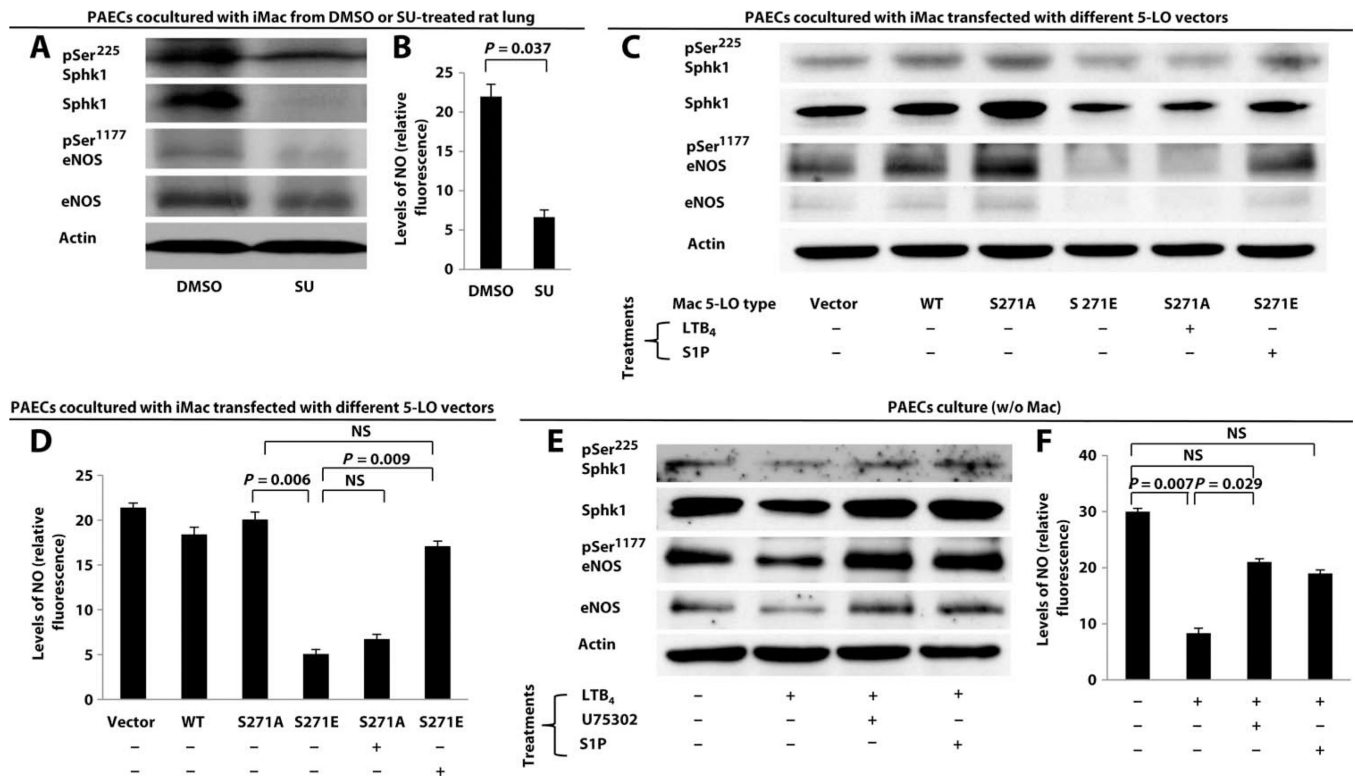 PAECs cocultured with iMac from DMSO or SU-treated rat lung
A
pSer225
Sphk1
Sphk1
pSer1177
eNOS
eNOS
Actin
DMSO SU
B
P = 0.037
Levels of NO (relative
fluorescence)
25
20
15
10
5
0
DMSO SU
PAECs cocultured with iMac transfected with different 5-LO vectors
C
pSer225
Sphk1
Sphk1
pSer1177
eNOS
eNOS
Actin
Mac 5-LO type Vector WT S271A S 271E S271A S271E
Treatments
LTB4 – – – – + –
S1P – – – – – +
PAECs cocultured with iMac transfected with different 5-LO vectors
D
NS
P = 0.009
P = 0.006 NS
Levels of NO (relative
fluorescence)
25
20
15
10
5
0
Vector WT S271A S271E S271A S271E
– – – – + –
– – – – – +
PAECs culture (w/o Mac)
E
pSer225
Sphk1
Sphk1
pSer1177
eNOS
eNOS
Actin
Treatments
LTB4 – + + +
U75302 – – + –
S1P – – – +
F
NS
NS
P = 0.007 P = 0.029
Levels of NO (relative
fluorescence)
30
20
10
0
– + + +
– – + –
– – – +